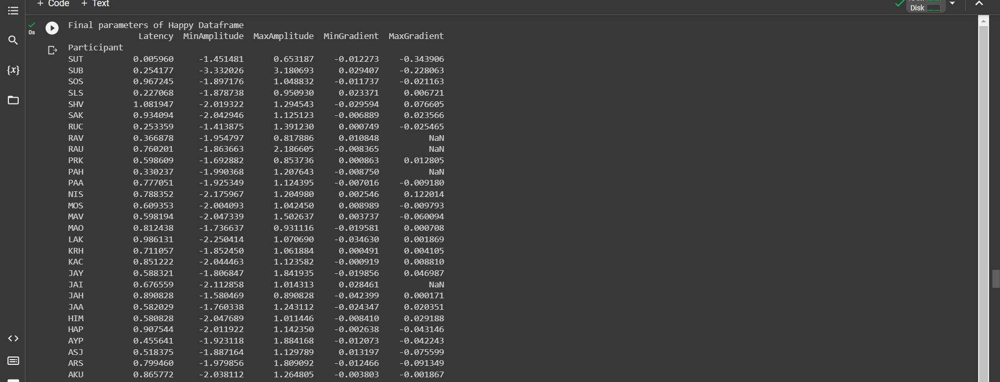 + Code + Text
Disk
0s
Final parameters of Happy Dataframe
Latency MinAmplitude MaxAmplitude MinGradient MaxGradient
Participant
SUT 0.005960 -1.451481 0.653187 -0.012273 -0.343906
SUB 0.254177 -3.332026 3.180693 0.029407 -0.228063
SOS 0.967245 -1.897176 1.048832 -0.011737 -0.021163
SLS 0.227068 -1.878738 0.950930 0.023371 0.006721
SHV 1.081947 -2.019322 1.294543 -0.029594 0.076605
SAK 0.934094 -2.042946 1.125123 -0.006889 0.023566
RUC 0.253359 -1.413875 1.391230 0.000749 -0.025465
RAV 0.366878 -1.954797 0.817886 0.010848 NaN
RAU 0.760201 -1.863663 2.186605 -0.008365 NaN
PRK 0.598609 -1.692882 0.853736 0.000863 0.012805
PAH 0.330237 -1.990368 1.207643 -0.008750 NaN
PAA 0.777051 -1.925349 1.124395 -0.007016 -0.009180
NIS 0.788352 -2.175967 1.204980 0.002546 0.122014
MOS 0.609353 -2.004093 1.042450 0.008989 -0.009793
MAV 0.598194 -2.047339 1.502637 0.003737 -0.060094
MAO 0.812438 -1.736637 0.931116 -0.019581 0.000708
LAK 0.986131 -2.250414 1.070690 -0.034630 0.001869
KRH 0.711057 -1.852450 1.061884 0.000491 0.004105
KAC 0.851222 -2.044463 1.123582 -0.000919 0.008810
JAY 0.588321 -1.806847 1.841935 -0.019856 0.046987
JAI 0.676559 -2.112858 1.014313 0.028461 NaN
JAH 0.890828 -1.580469 0.890828 -0.042399 0.000171
JAA 0.582029 -1.760338 1.243112 -0.024347 0.020351
HIM 0.580828 -2.047689 1.011446 -0.008410 0.029188
HAP 0.907544 -2.011922 1.142350 -0.002638 -0.043146
AYP 0.455641 -1.923118 1.884168 -0.012073 -0.042243
ASJ 0.518375 -1.887164 1.129789 0.013197 -0.075599
ARS 0.799460 -1.979856 1.809092 -0.012466 -0.091349
AKU 0.865772 -2.038112 1.264805 -0.003803 -0.001867
{x}